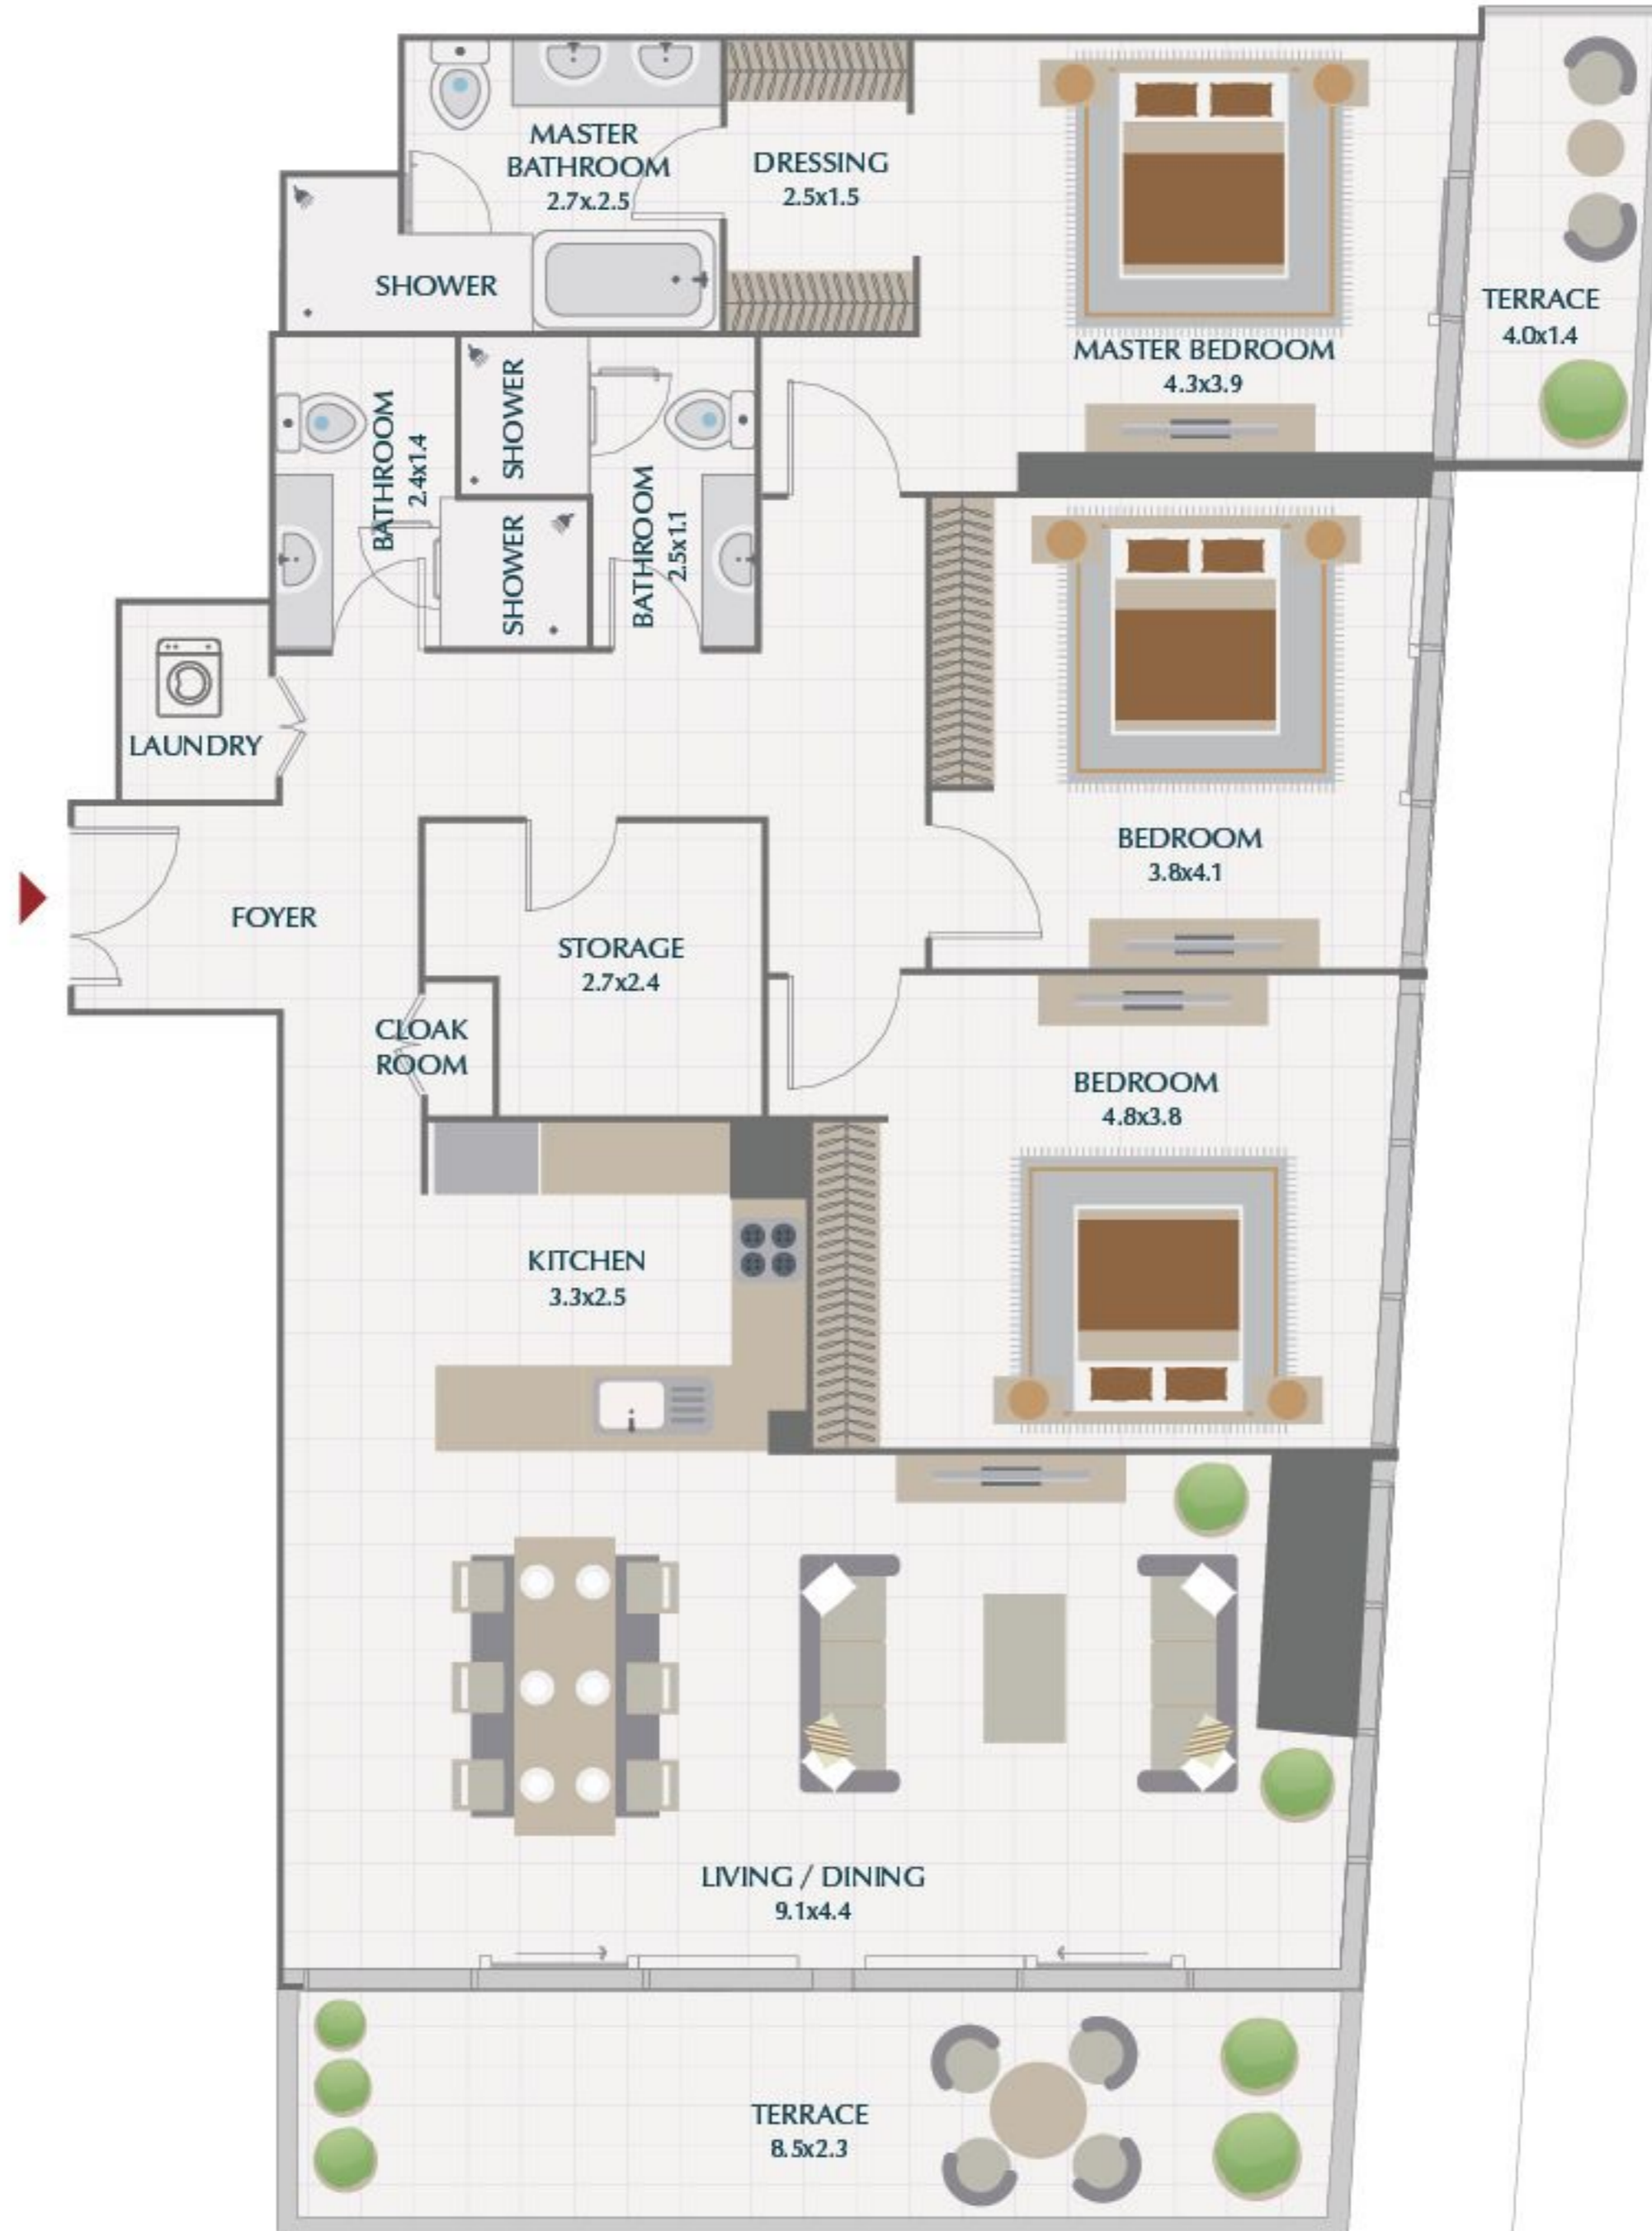 MASTER
BATHROOM
2.7x.2.5
DRESSING
2.5x1.5
SHOWER
TERRACE
4.0x1.4
MASTER BEDROOM
4.3x3.9
BATHROOM
2.4x1.4
SHOWER
SHOWER
BATHROOM
2.5x1.1
LAUNDRY
BEDROOM
3.8x4.1
FOYER
STORAGE
2.7x2.4
CLOAK
ROOM
BEDROOM
4.8x3.8
KITCHEN
3.3x2.5
LIVING / DINING
9.1x4.4
TERRACE
8.5x2.3